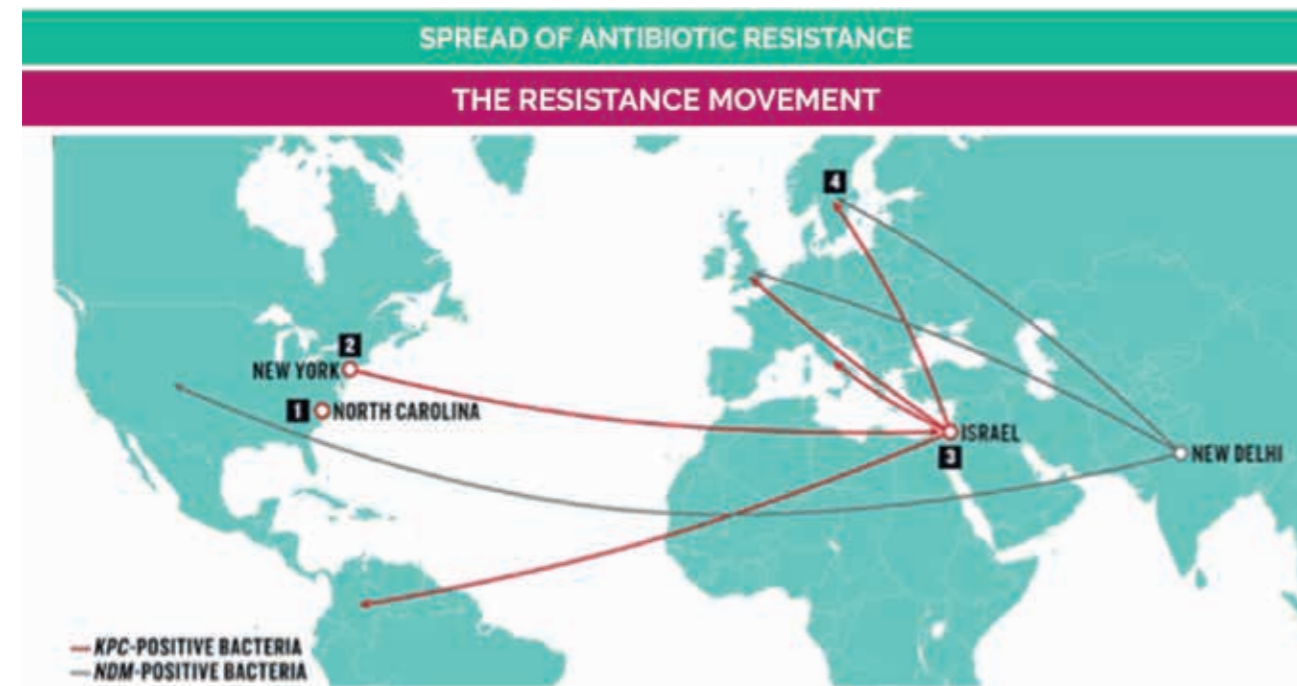 SPREAD OF ANTIBIOTIC RESISTANCE
THE RESISTANCE MOVEMENT
4
2
NEW YORK
1 NORTH CAROLINA
ISRAEL
3
NEW DELHI
KPC-POSITIVE BACTERIA
NDM-POSITIVE BACTERIA